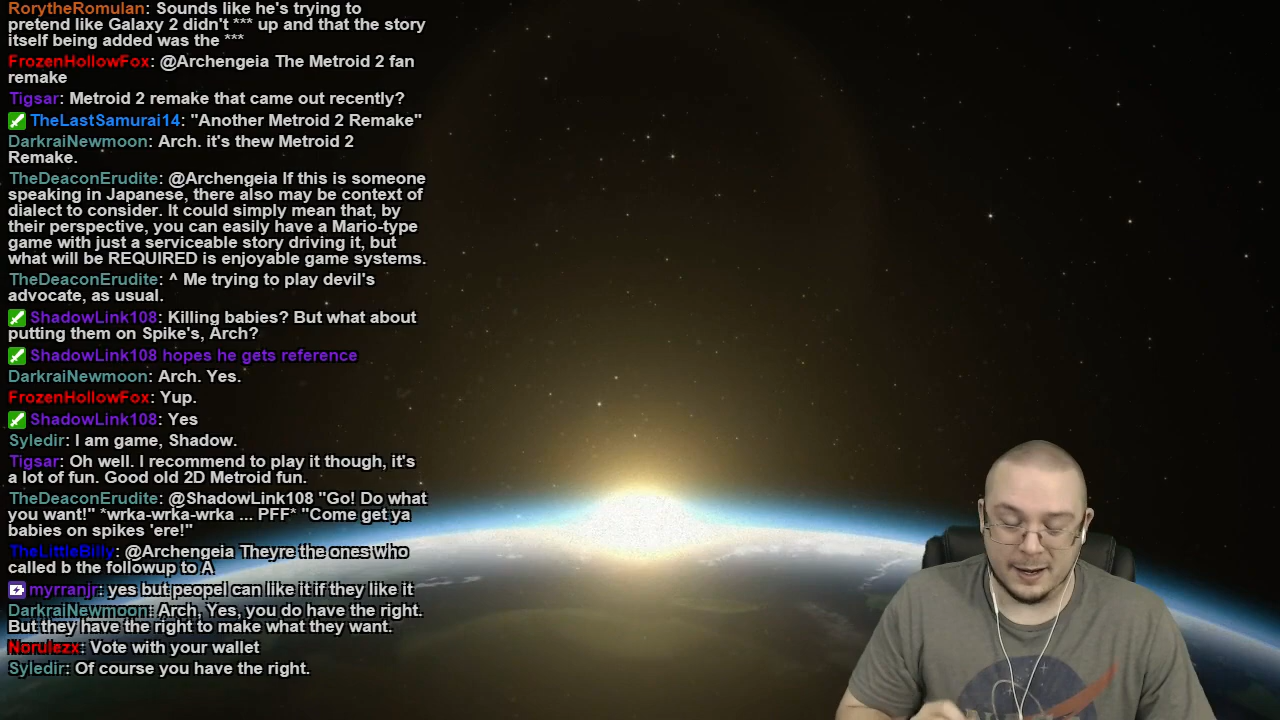 RorytheRomulan: Sounds like he's trying to
pretend like Galaxy 2 didn't *** up and that the story
itself being added was the ***
FrozenHollowFox: @Archengeia The Metroid 2 fan
remake
Tigsar: Metroid 2 remake that came out recently?
TheLastSamurai14: "Another Metroid 2 Remake"
DarkraiNewmoon: Arch. it's thew Metroid 2
Remake.
TheDeaconErudite: @Archengeia If this is someone
speaking in Japanese, there also may be context of
dialect to consider. It could simply mean that, by
their perspective, you can easily have a Mario-type
game with just a serviceable story driving it, but
what will be REQUIRED is enjoyable game systems.
TheDeaconErudite: ^ Me trying to play devil's
advocate, as usual.
ShadowLink108: Killing babies? But what about
putting them on Spike's, Arch?
ShadowLink108 hopes he gets reference
DarkraiNewmoon: Arch. Yes.
FrozenHollowFox: Yup.
ShadowLink108: Yes
Syledir: I am game, Shadow.
Tigsar: Oh well. I recommend to play it though, it's
a lot of fun. Good old 2D Metroid fun.
TheDeaconErudite: @ShadowLink108 "Go! Do what
you want!" *wrka-wrka-wrka ... PFF* "Come get ya
babies on spikes 'ere!"
TheLittleBilly: @Archengeia Theyre the ones who
called b the followup to A
myrranjr: yes but peopel can like it if they like it
DarkraiNewmoon: Arch, Yes, you do have the right.
But they have the right to make what they want.
Norulezx: Vote with your wallet
Syledir: Of course you have the right.